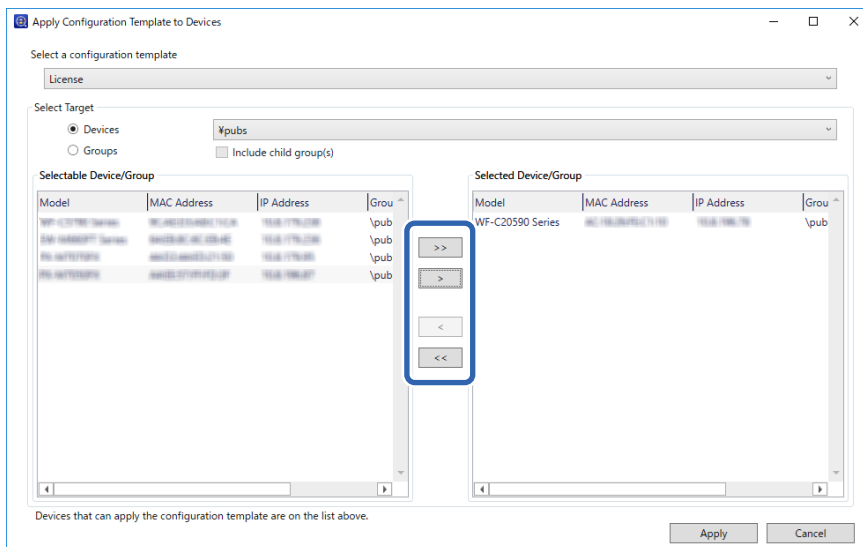 Apply Configuration Template to Devices
Select a configuration template
License
Select Target
Devices
¥pubs
Groups
Include child group(s)
Selectable Device/Group
Selected Device/Group
Model MAC Address IP Address Grou
Model MAC Address IP Address Grou
\pub
WF-C20590 Series \pub
\pub
\pub
\pub
>>
>
<
<<
Devices that can apply the configuration template are on the list above.
Apply Cancel